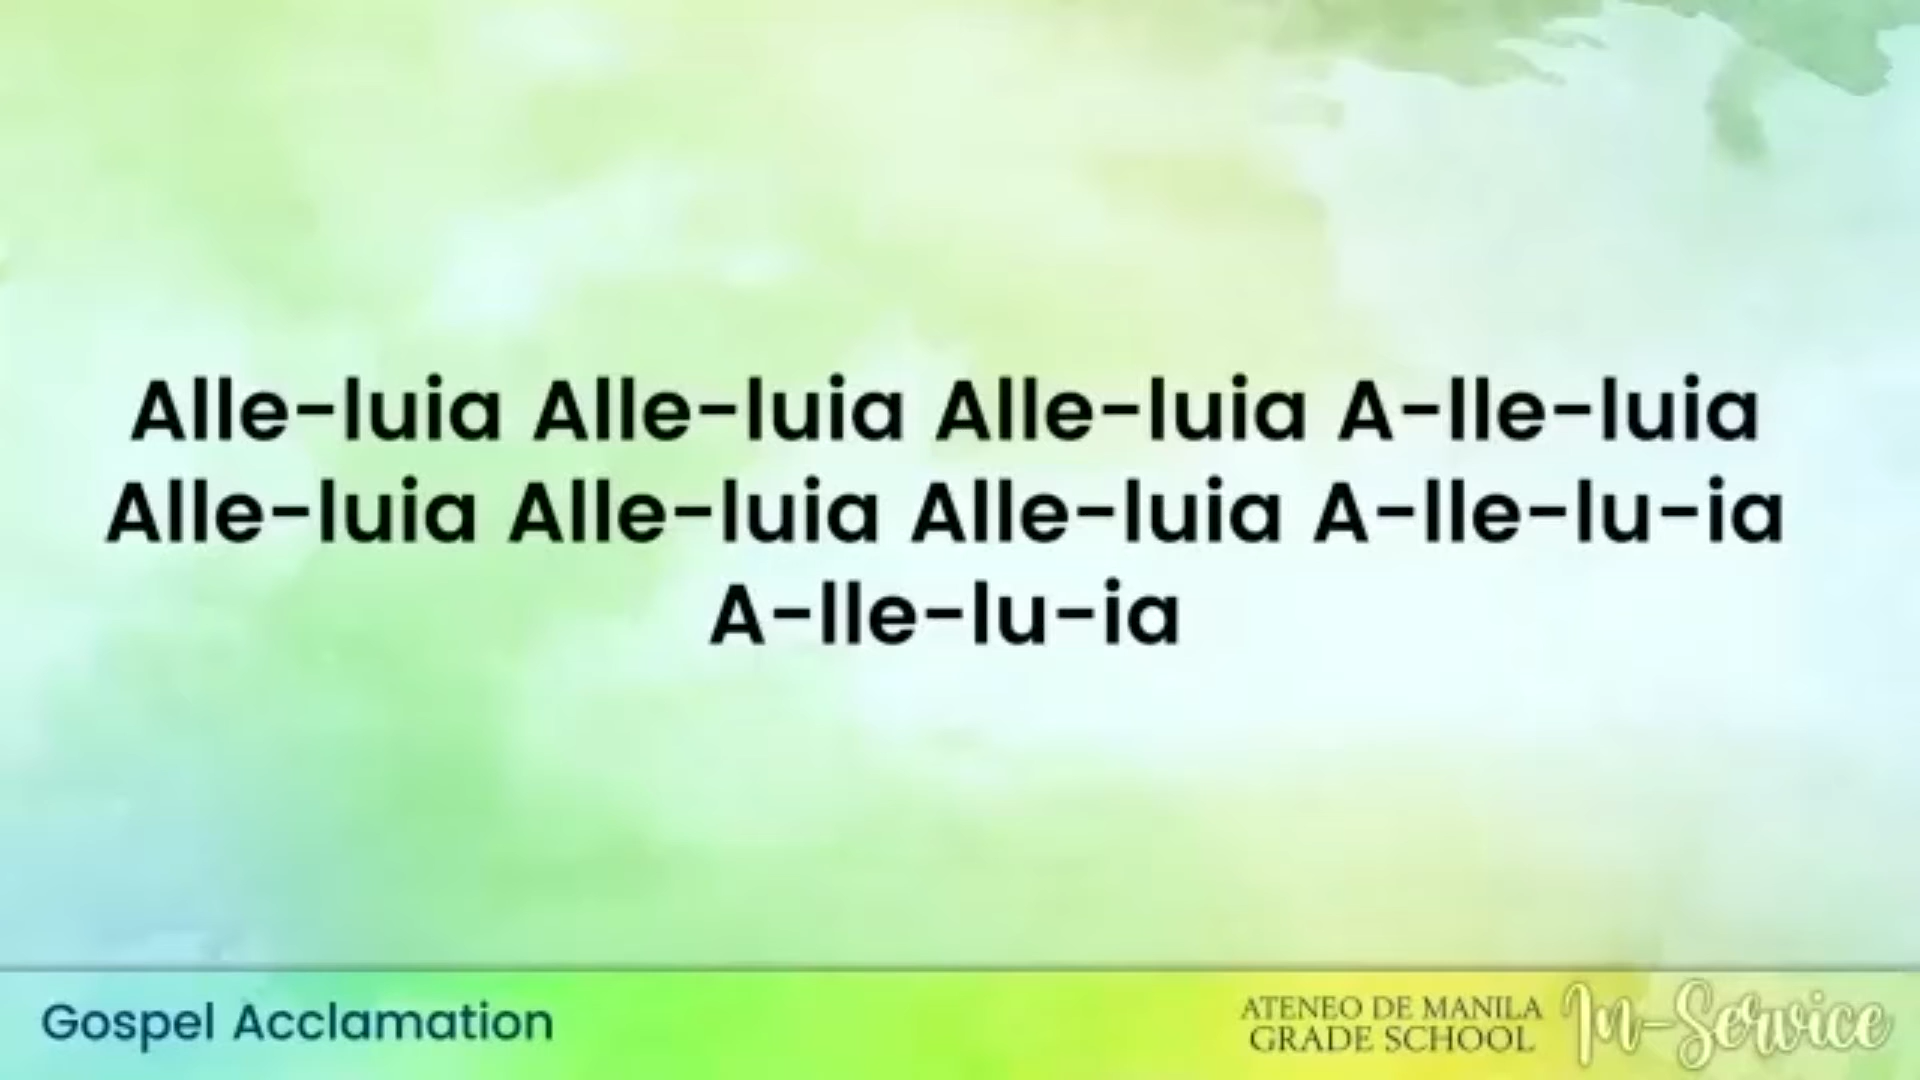 Alle-luia Alle-luia Alle-luia A-lle-luia
Alle-luia Alle-luia Alle-luia A-lle-lu-ia
A-lle-lu-ia
Gospel Acclamation
ATENEO DE MANILA
GRADE SCHOOL
In-Service